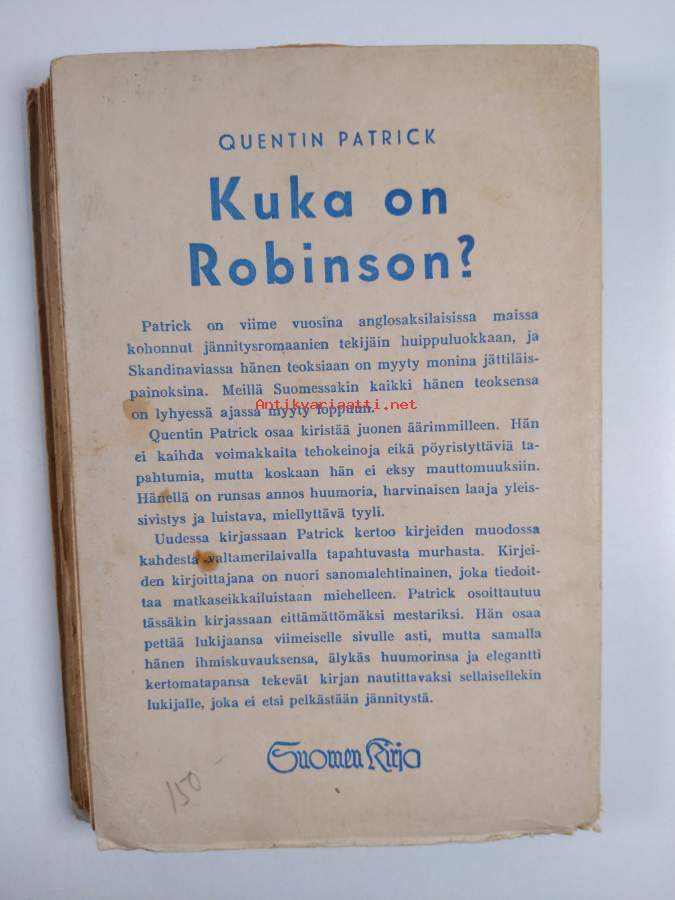 QUENTIN PATRICK
Kuka on
Robinson?
Patrick on viime vuosina anglosaksilaisissa maissa
kohonnut jännitysromaanien tekijäin huippuluokkaan, ja
Skandinaviassa hänen teoksiaan on myyty monina jättiläis-
painoksina. Meillä Suomessakin kaikki hänen teoksensa
on lyhyessä ajassa myyty loppuun.
Antikvariaatti.net
Quentin Patrick osaa kiristää juonen äärimmilleen. Hän
ei kaihda voimakkaita tehokeinoja eikä pöyristyttäviä ta-
pahtumia, mutta koskaan hän ei eksy mauttomuuksiin.
Hänellä on runsas annos huumoria, harvinaisen laaja yleis-
sivistys ja luistava, miellyttävä tyyli.
Uudessa kirjassaan Patrick kertoo kirjeiden muodossa
kahdesta valtamerilaivalla tapahtuvasta murhasta. Kirjei-
den kirjoittajana on nuori sanomalehtinainen, joka tiedoit-
taa matkaseikkailuistaan miehelleen. Patrick osoittautuu
tässäkin kirjassaan eittämättömäksi mestariksi. Hän osaa
pettää lukijaansa viimeiselle sivulle asti, mutta samalla
hänen ihmiskuvauksensa, älykäs huumorinsa ja elegantti
kertomatapansa tekevät kirjan nautittavaksi sellaisellekin
lukijalle, joka ei etsi pelkästään jännitystä.
Suomen Kirja
150 -